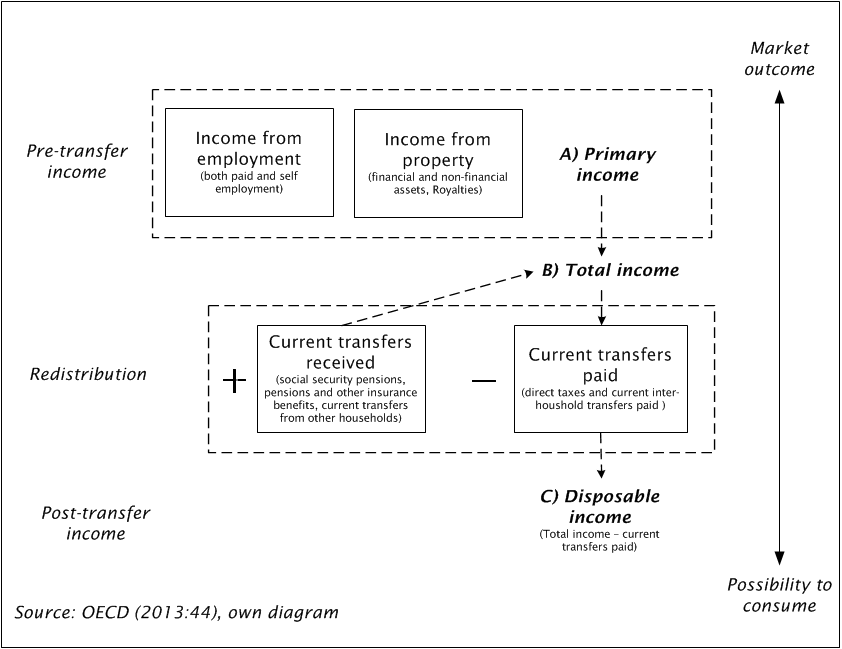 Market
outcome
Pre-transfer
income
Income from
employment
(both paid and self
employment)
Income from
property
(financial and non-financial
assets, Royalties)
A) Primary
income
B) Total income
Redistribution
+
Current transfers
received
(social security pensions,
pensions and other insurance
benefits, current transfers
from other households)
—
Current transfers
paid
(direct taxes and current inter-
houshold transfers paid )
Post-transfer
income
C) Disposable
income
(Total income – current
transfers paid)
Possibility to
consume
Source: OECD (2013:44), own diagram